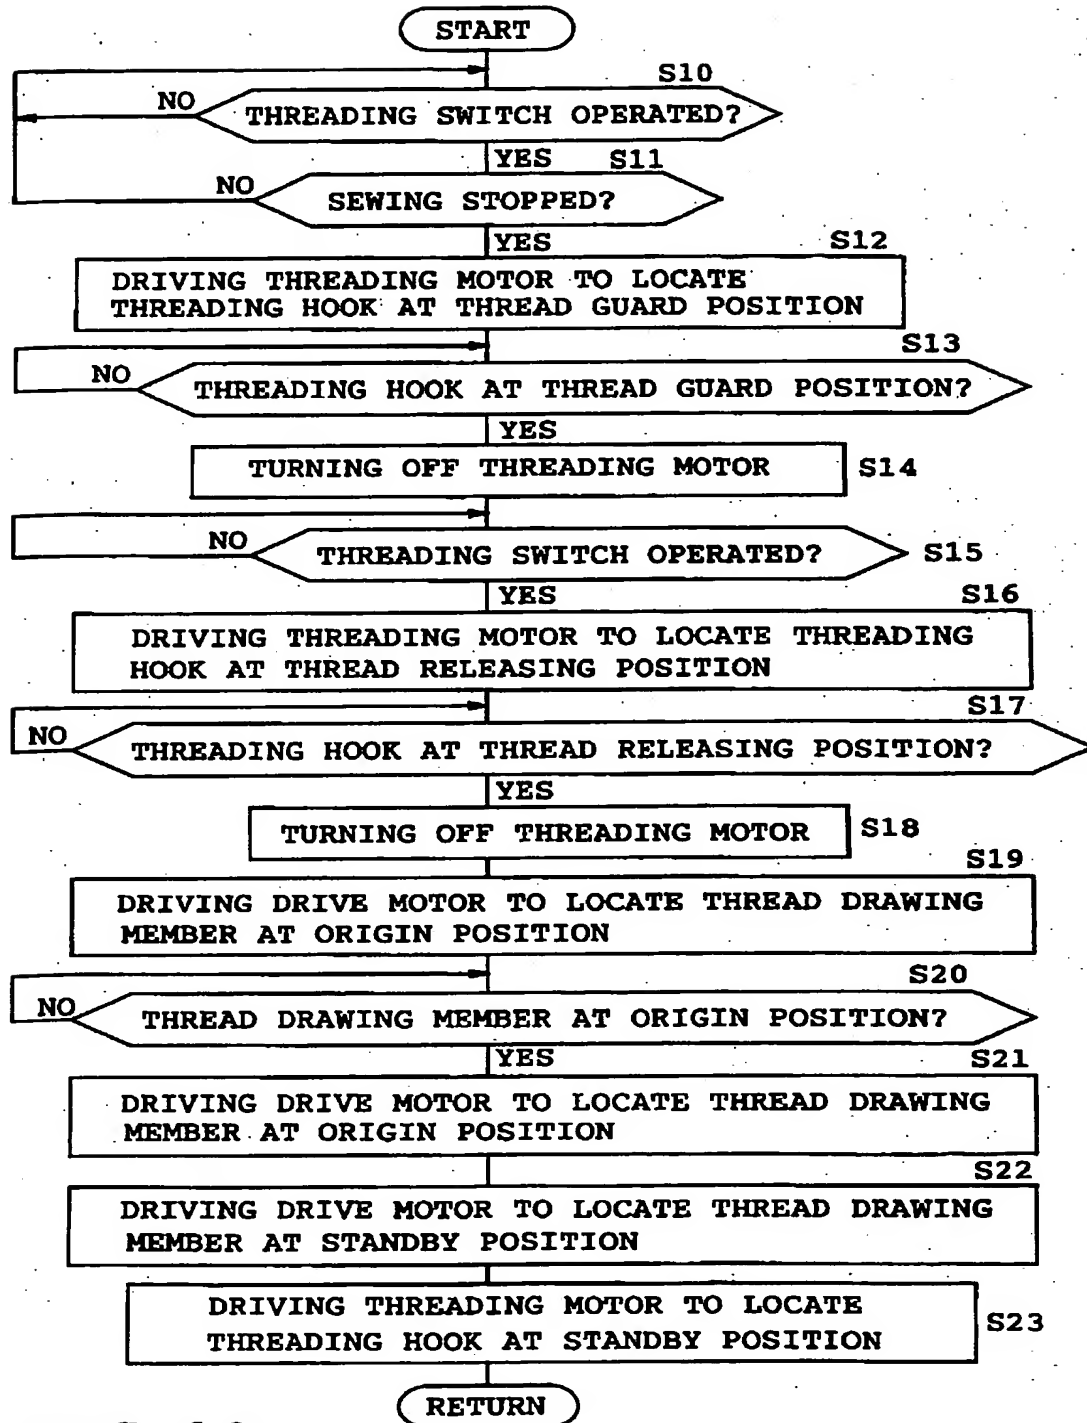 START
S10
NO
THREADING SWITCH OPERATED?
YES
S11
NO
SEWING STOPPED?
YES
S12
DRIVING THREADING MOTOR TO LOCATE
THREADING HOOK AT THREAD GUARD POSITION
S13
NO
THREADING HOOK AT THREAD GUARD POSITION?
YES
TURNING OFF THREADING MOTOR
S14
NO
THREADING SWITCH OPERATED?
S15
YES
S16
DRIVING THREADING MOTOR TO LOCATE THREADING
HOOK AT THREAD RELEASING POSITION
S17
NO
THREADING HOOK AT THREAD RELEASING POSITION?
YES
TURNING OFF THREADING MOTOR
S18
S19
DRIVING DRIVE MOTOR TO LOCATE THREAD DRAWING
MEMBER AT ORIGIN POSITION
S20
NO
THREAD DRAWING MEMBER AT ORIGIN POSITION?
YES
S21
DRIVING DRIVE MOTOR TO LOCATE THREAD DRAWING
MEMBER AT ORIGIN POSITION
S22
DRIVING DRIVE MOTOR TO LOCATE THREAD DRAWING
MEMBER AT STANDBY POSITION
DRIVING THREADING MOTOR TO LOCATE
THREADING HOOK AT STANDBY POSITION
S23
RETURN